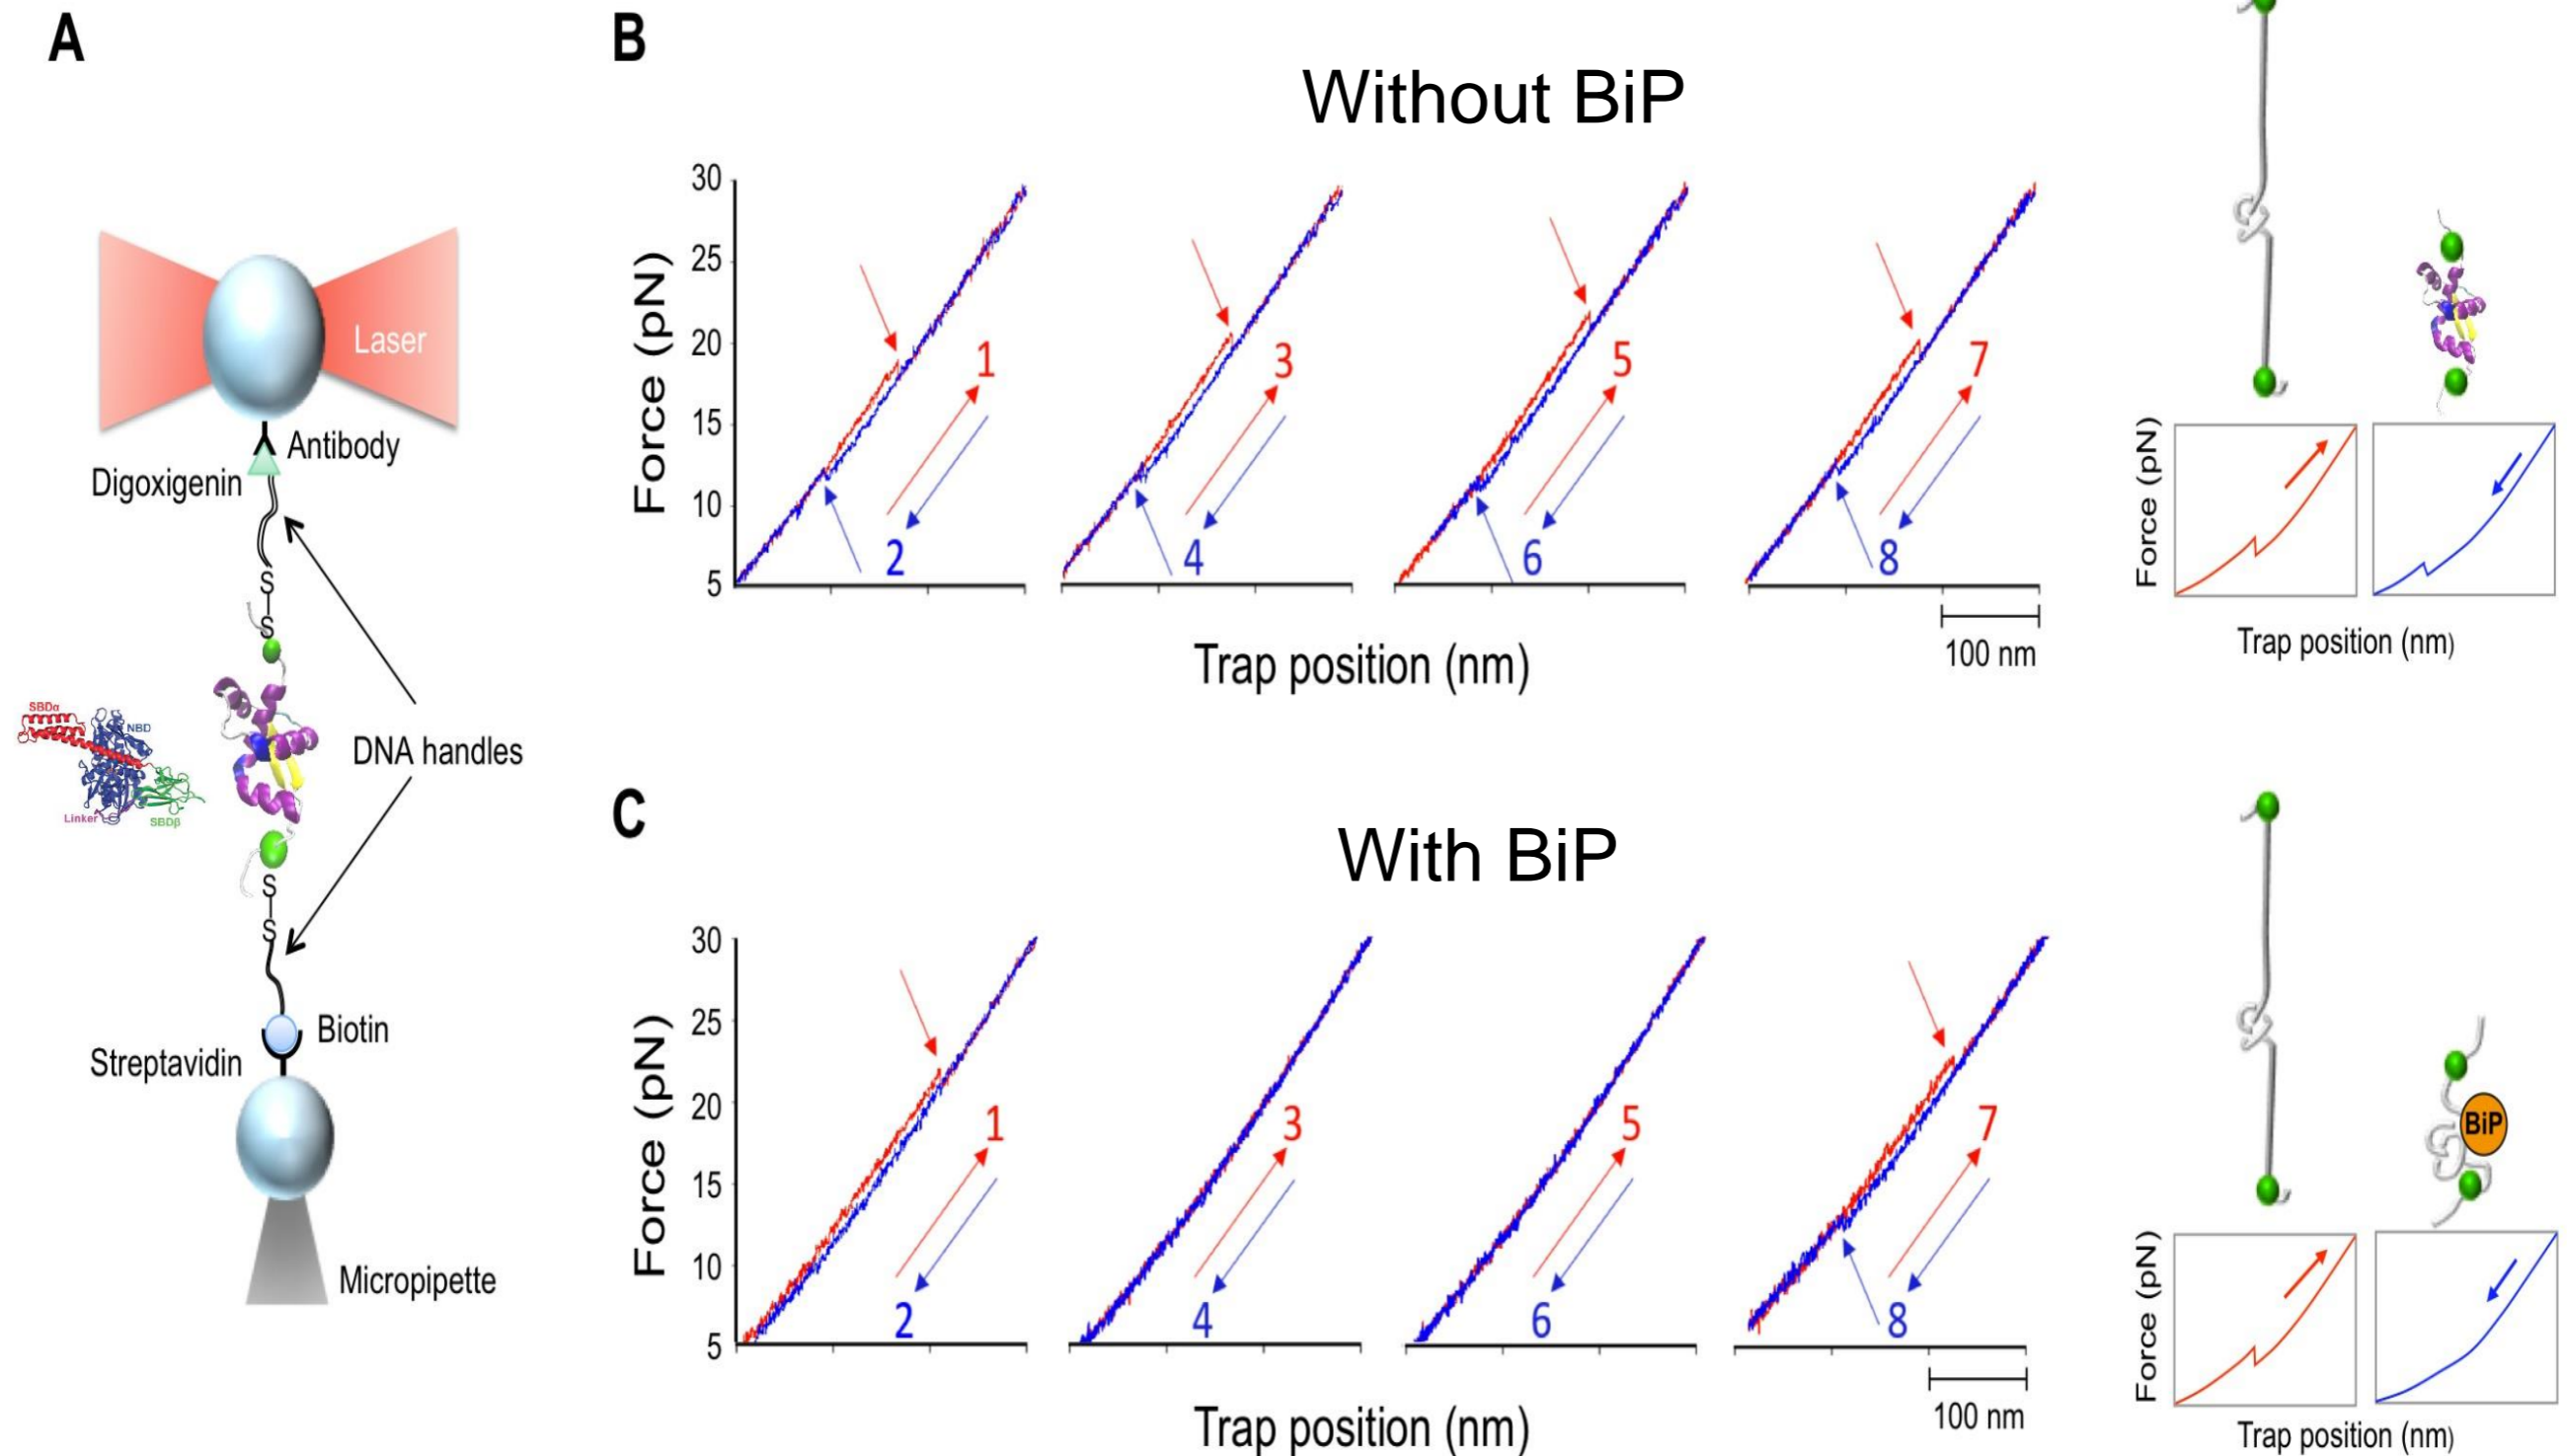 A
Laser
Antibody
Digoxigenin
S
S
SBDα
NBD
Linker
SBDβ
DNA handles
S
S
Biotin
Streptavidin
Micropipette
B
Without BiP
Force (pN)
30
25
20
15
10
5
1
2
3
4
5
6
7
8
100 nm
Trap position (nm)
Force (pN)
Trap position (nm)
C
With BiP
Force (pN)
30
25
20
15
10
5
1
2
3
4
5
6
7
8
100 nm
Trap position (nm)
BiP
Force (pN)
Trap position (nm)